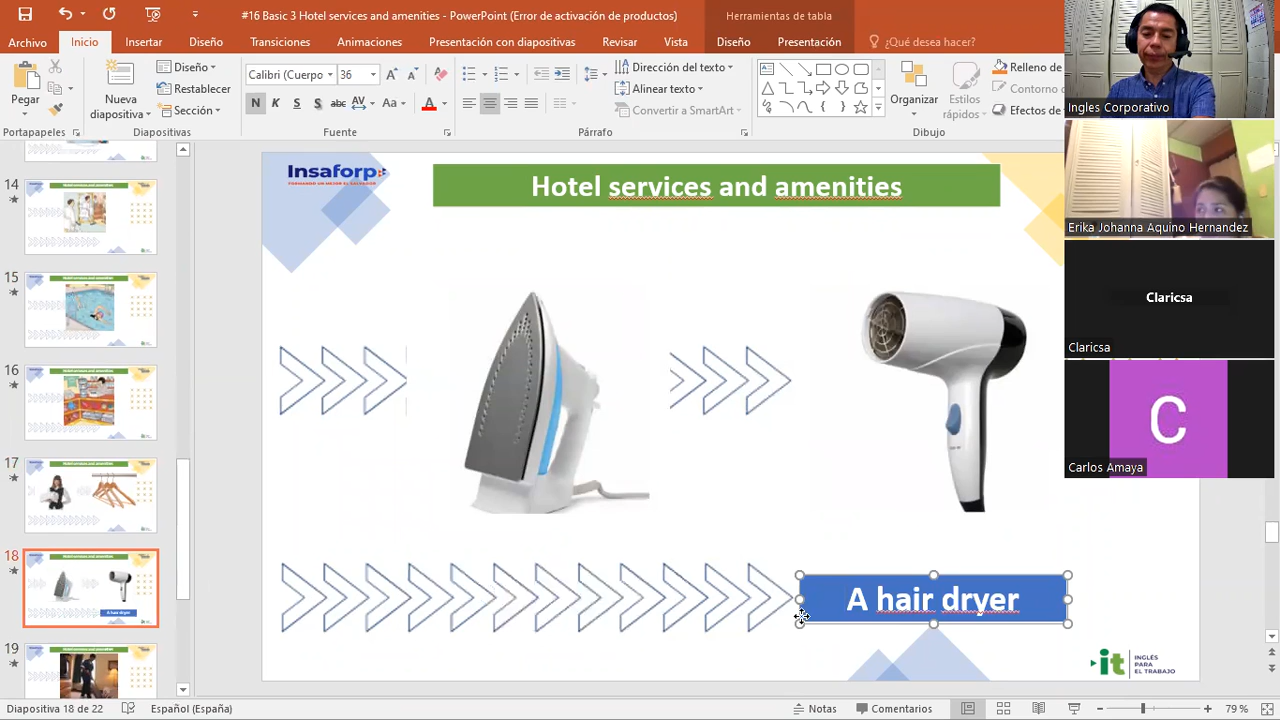 #16 Basic 3 Hotel services and amenities - PowerPoint (Error de activación de productos)
Herramientas de tabla
Archivo
Inicio
Insertar
Diseño
Transiciones
Animaciones
Presentación con diapositivas
Revisar
Vista
Diseño
Presentación
¿Qué desea hacer?
Pegar
Nueva
diapositiva
Diseño
Restablecer
Sección
Calibri (Cuerpo
36
N
K
S
S
abc
AV
Aa
A
Dirección del texto
Alinear texto
Convertir a SmartArt
Organizar
Estilos
rápidos
Relleno de
Contorno
Efectos de
Portapapeles
Diapositivas
Fuente
Párrafo
Dibujo
Ingles Corporativo
Erika Johanna Aquino Hernandez
Claricsa
Claricsa
C
Carlos Amaya
14
15
16
17
18
19
Hotel services and amenities
A hair dryer
it
INGLÉS
PARA
EL TRABAJO
Diapositiva 18 de 22
Español (España)
Notas
Comentarios
79 %